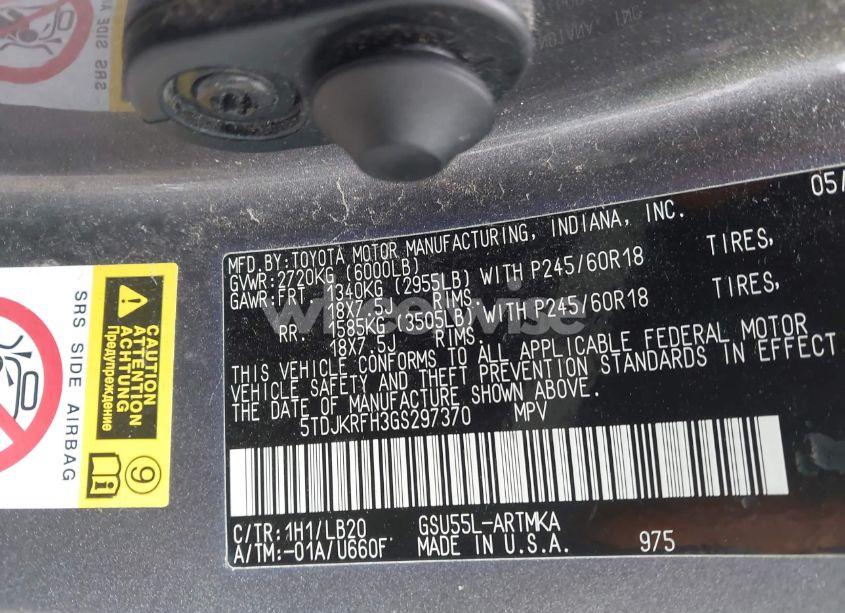 05/
MFD.BY:TOYOTA MOTOR MANUFACTURING, INDIANA, INC.
GVWR:2720KG (6000LB)
GAWR:FRT. 1340KG (2955LB) WITH P245/60R18 TIRES,
18X7.5J RIMS.
RR. 1585KG (3505LB) WITH P245/60R18 TIRES,
18X7.5J RIMS.
THIS VEHICLE CONFORMS TO ALL APPLICABLE FEDERAL MOTOR
VEHICLE SAFETY AND THEFT PREVENTION STANDARDS IN EFFECT
THE DATE OF MANUFACTURE SHOWN ABOVE.
5TDJKRFH3GS297370 MPV
C/TR:1H1/LB20 GSU55L-ARTMKA
A/TM:-01A/U660F MADE IN U.S.A. 975
SRS SIDE AIRBAG
CAUTION
ATTENTION
ACHTUNG
Предупреждение
9
wheelwise